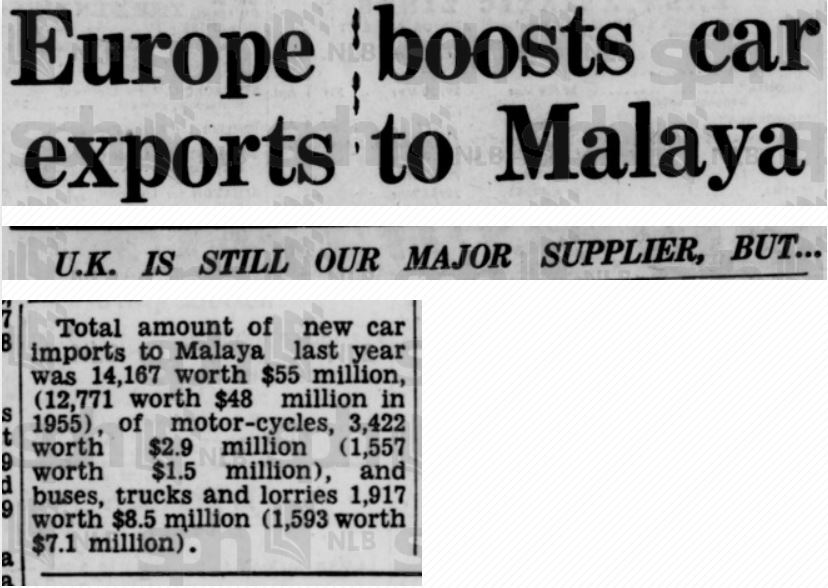 Europe boosts car
exports to Malaya
U.K. IS STILL OUR MAJOR SUPPLIER, BUT...
Total amount of new car
imports to Malaya last year
was 14,167 worth $55 million,
(12,771 worth $48 million in
1955), of motor-cycles, 3,422
worth $2.9 million (1,557
worth $1.5 million), and
buses, trucks and lorries 1,917
worth $8.5 million (1,593 worth
$7.1 million).